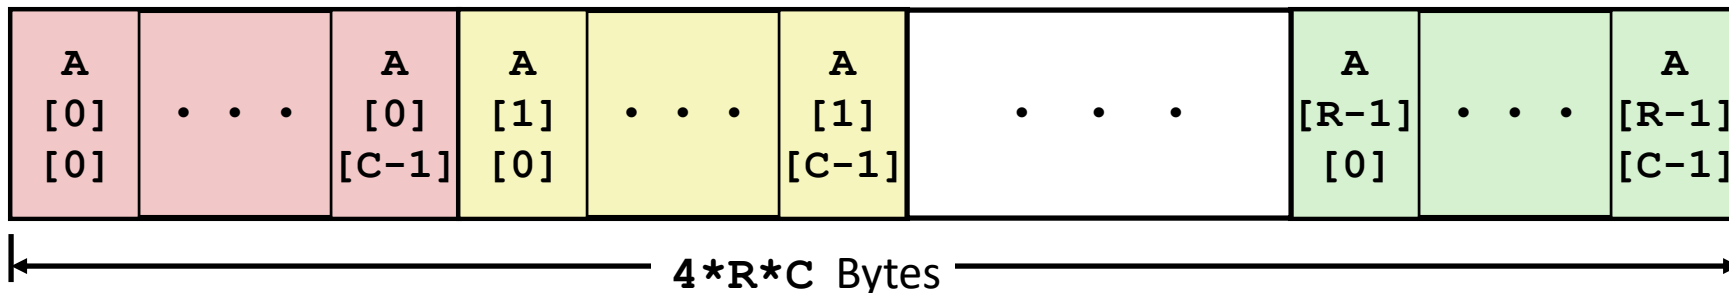 A A A A A A
[0] • • • [0] [1] • • • [1] • • • [R-1] • • • [R-1]
[0] [C-1] [0] [C-1] [0] [C-1]
4*R*C Bytes